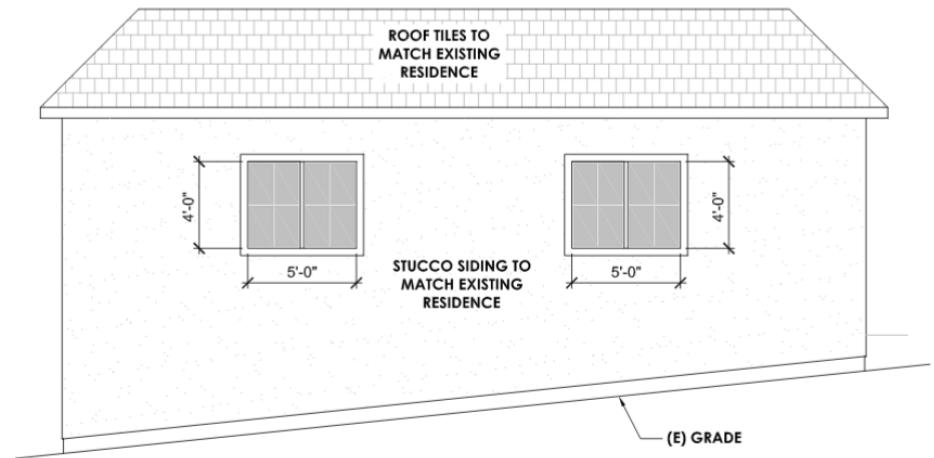 ROOF TILES TO
MATCH EXISTING
RESIDENCE
4'-0"
4'-0"
5'-0"
5'-0"
STUCCO SIDING TO
MATCH EXISTING
RESIDENCE
(E) GRADE